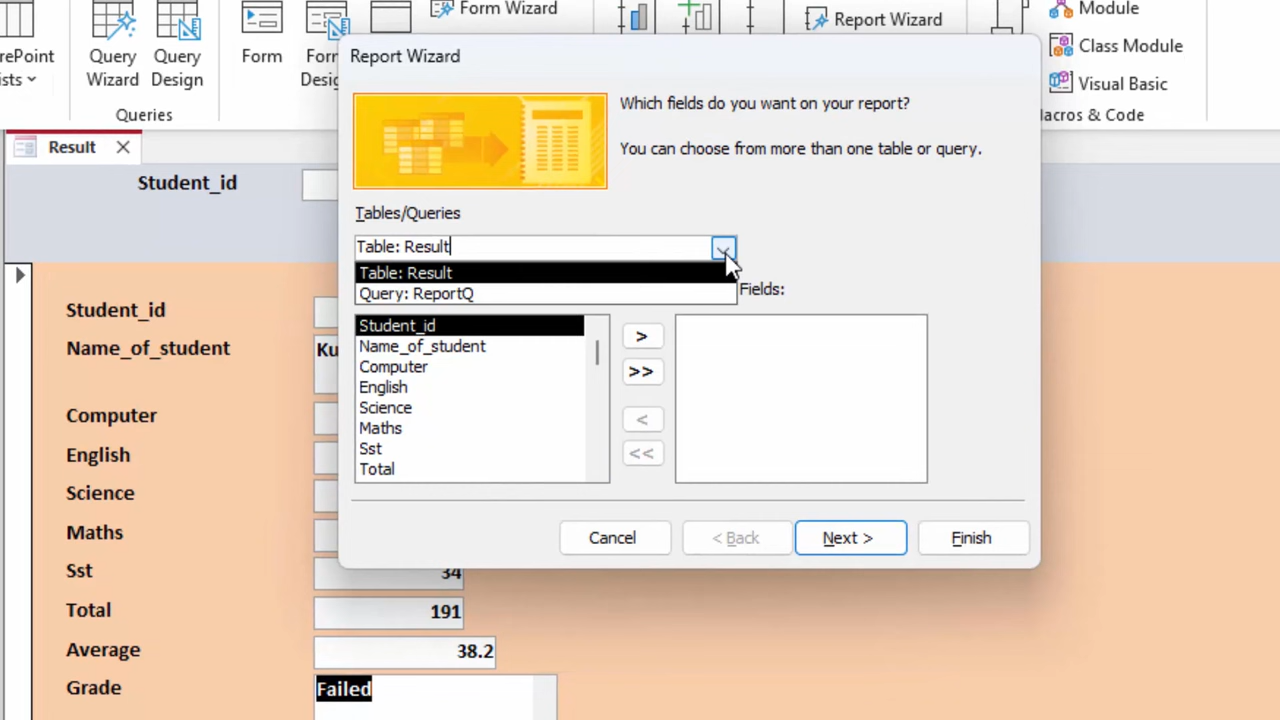 rePoint
ists
Query
Wizard
Query
Design
Queries
Form
Form Wizard
Report Wizard
Module
Class Module
Visual Basic
acros & Code
Result
Student_id
Report Wizard
Which fields do you want on your report?
You can choose from more than one table or query.
Tables/Queries
Table: Result
Table: Result
Query: ReportQ
Fields:
Student_id
Name_of_student
Computer
English
Science
Maths
Sst
Total
>
>>
<
<<
Cancel
< Back
Next >
Finish
Student_id
Name_of_student
Ku
Computer
English
Science
Maths
Sst
34
Total
191
Average
38.2
Grade
Failed